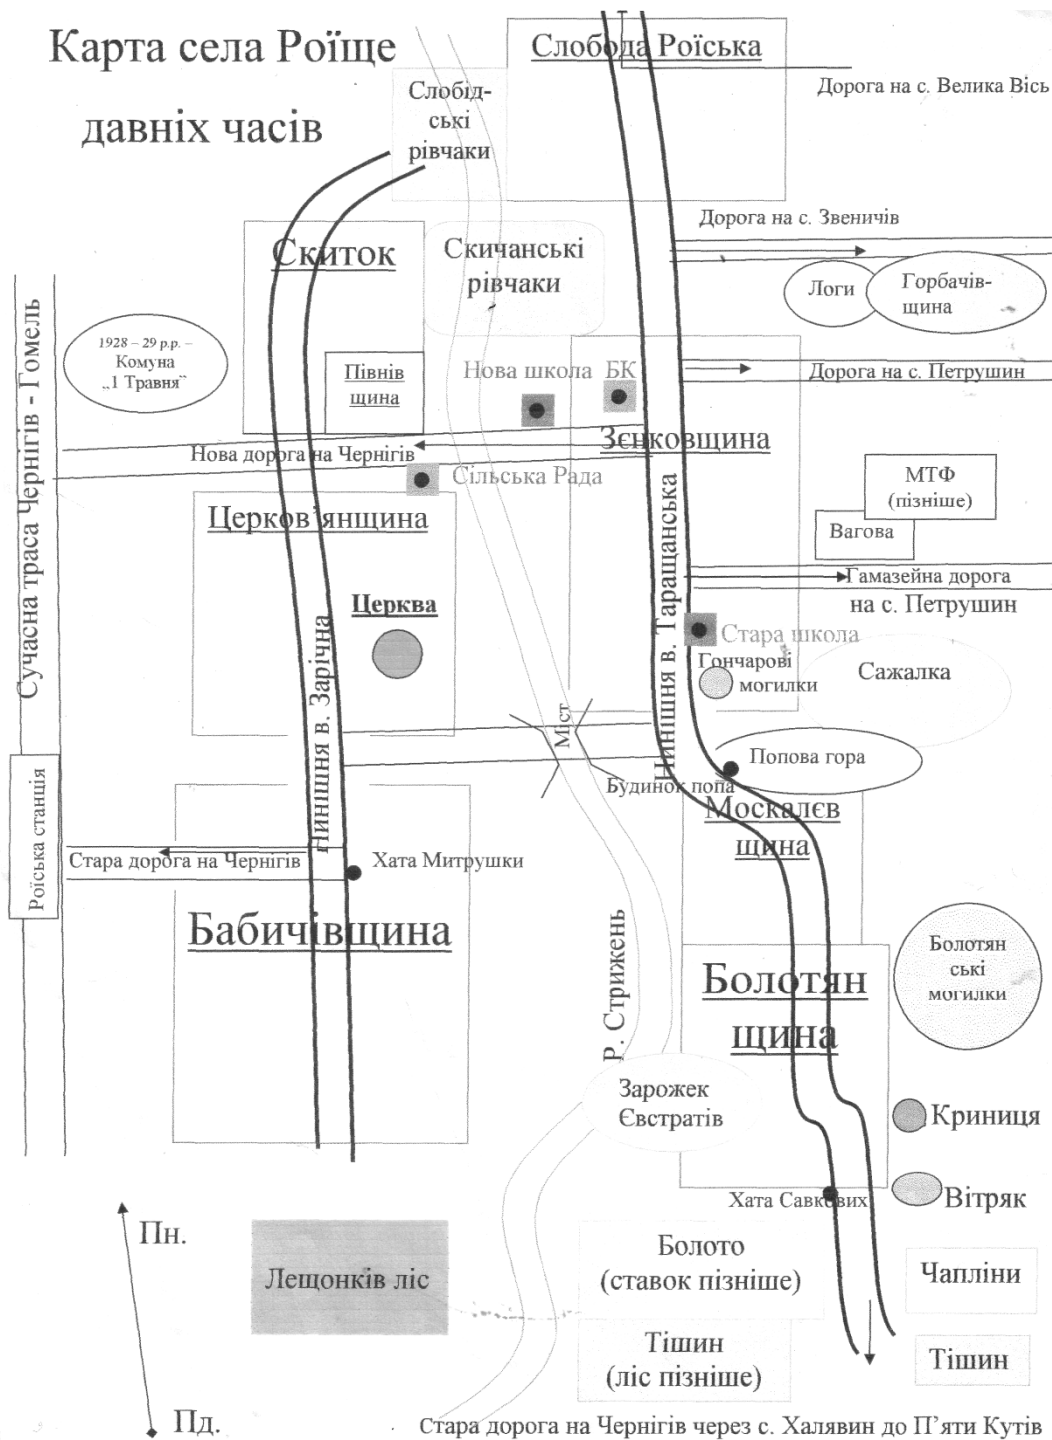 Карта села Роїще
давніх часів
Слобода Роїська
Дорога на с. Велика Вісь
Слобід-
ські
рівчаки
Дорога на с. Звеничів
Скиток
Скичанські
рівчаки
Логи
Горбачів-
щина
Сучасна траса Чернігів - Гомель
1928 – 29 р.р. –
Комуна
„1 Травня”
Півнів
щина
Нова школа
БК
Дорога на с. Петрушин
Зєнковщина
Нова дорога на Чернігів
Сільська Рада
МТФ
(пізніше)
Вагова
Церков’янщина
Гамазейна дорога
на с. Петрушин
Церква
Нинішня в. Зарічна
Нинішня в. Таращанська
Стара школа
Гончарові
могилки
Сажалка
Міст
Попова гора
Будинок попа
Москалєв
щина
Роїська станція
Стара дорога на Чернігів
Хата Митрушки
Бабичівщина
Р. Стрижень
Болотян
щина
Болотян
ські
могилки
Зарожек
Євстратів
Криниця
Хата Савкових
Вітряк
Пн.
Лещонків ліс
Болото
(ставок пізніше)
Чапліни
Тішин
(ліс пізніше)
Тішин
Пд.
Стара дорога на Чернігів через с. Халявин до П’яти Кутів